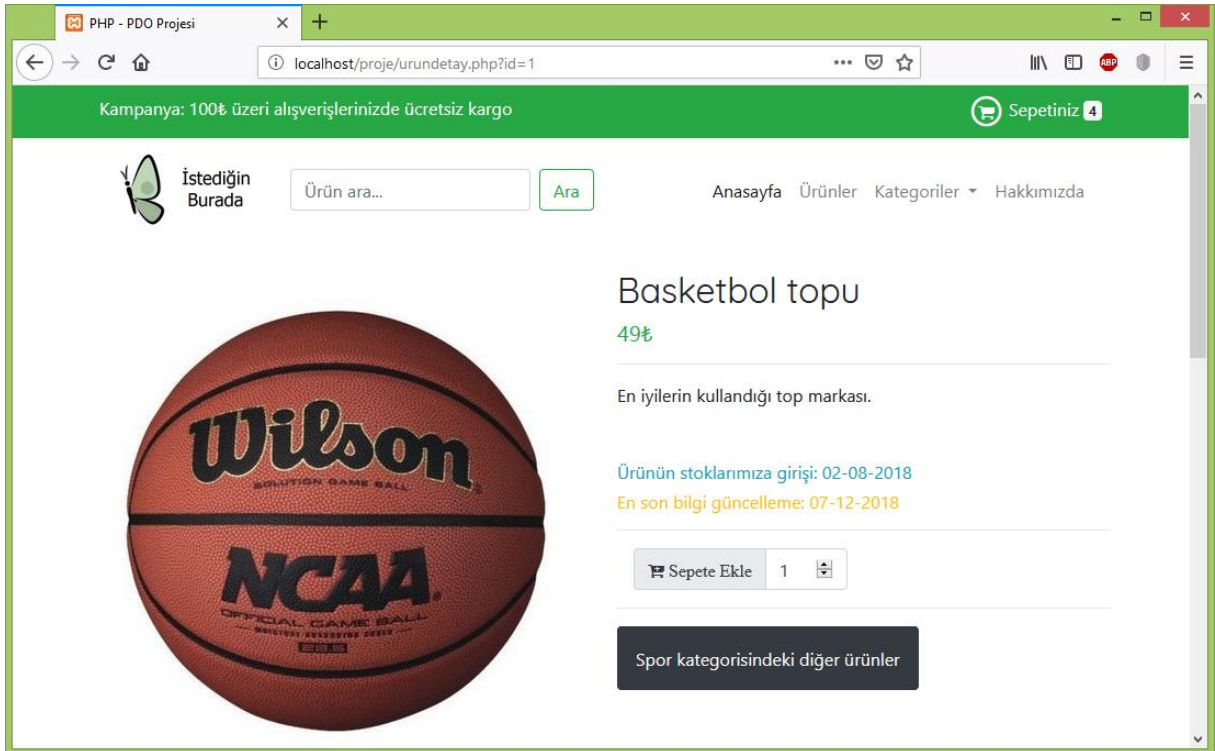 PHP - PDO Projesi
localhost/proje/urundetay.php?id=1
ABP
Kampanya: 100₺ üzeri alışverişlerinizde ücretsiz kargo
Sepetiniz 4
İstediğin
Burada
Ürün ara...
Ara
Anasayfa Ürünler Kategoriler Hakkımızda
Basketbol topu
49₺
En iyilerin kullandığı top markası.
Ürünün stoklarımıza girişi: 02-08-2018
En son bilgi güncelleme: 07-12-2018
Sepete Ekle 1
Spor kategorisindeki diğer ürünler
Wilson
SOLUTION GAME BALL
NCAA
OFFICIAL GAME BALL